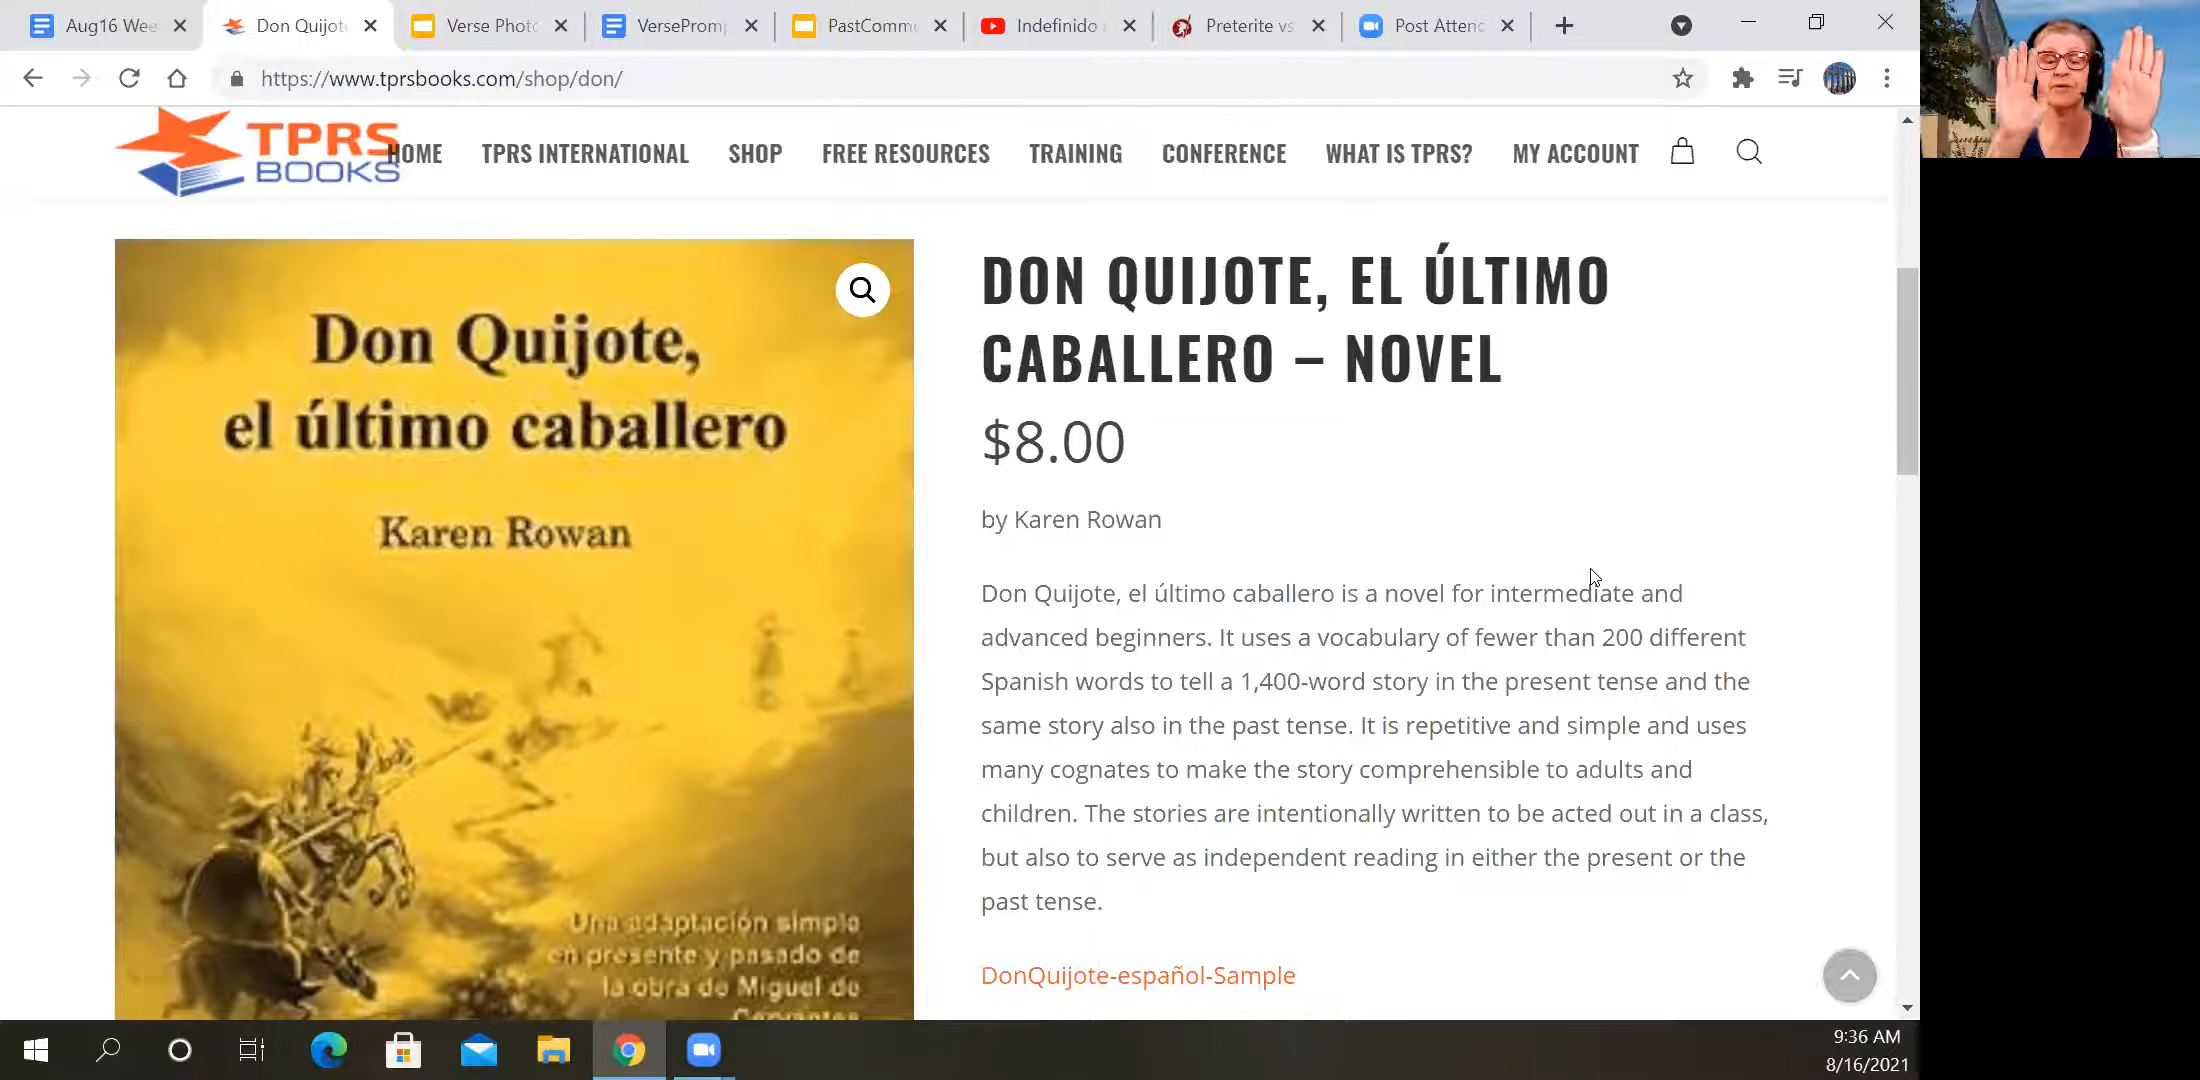 Aug16 Wee
Don Quijot
Verse Phot
VersePromp
PastComme
Indefinido
Preterite vs
Post Attend
https://www.tprsbooks.com/shop/don/
TPRS
BOOKS
HOME
TPRS INTERNATIONAL
SHOP
FREE RESOURCES
TRAINING
CONFERENCE
WHAT IS TPRS?
MY ACCOUNT
Don Quijote,
el último caballero
Karen Rowan
Una adaptación simple
en presente y pasado de
la obra de Miguel de
Cervantes
DON QUIJOTE, EL ÚLTIMO
CABALLERO – NOVEL
$8.00
by Karen Rowan
Don Quijote, el último caballero is a novel for intermediate and
advanced beginners. It uses a vocabulary of fewer than 200 different
Spanish words to tell a 1,400-word story in the present tense and the
same story also in the past tense. It is repetitive and simple and uses
many cognates to make the story comprehensible to adults and
children. The stories are intentionally written to be acted out in a class,
but also to serve as independent reading in either the present or the
past tense.
DonQuijote-español-Sample
9:36 AM
8/16/2021